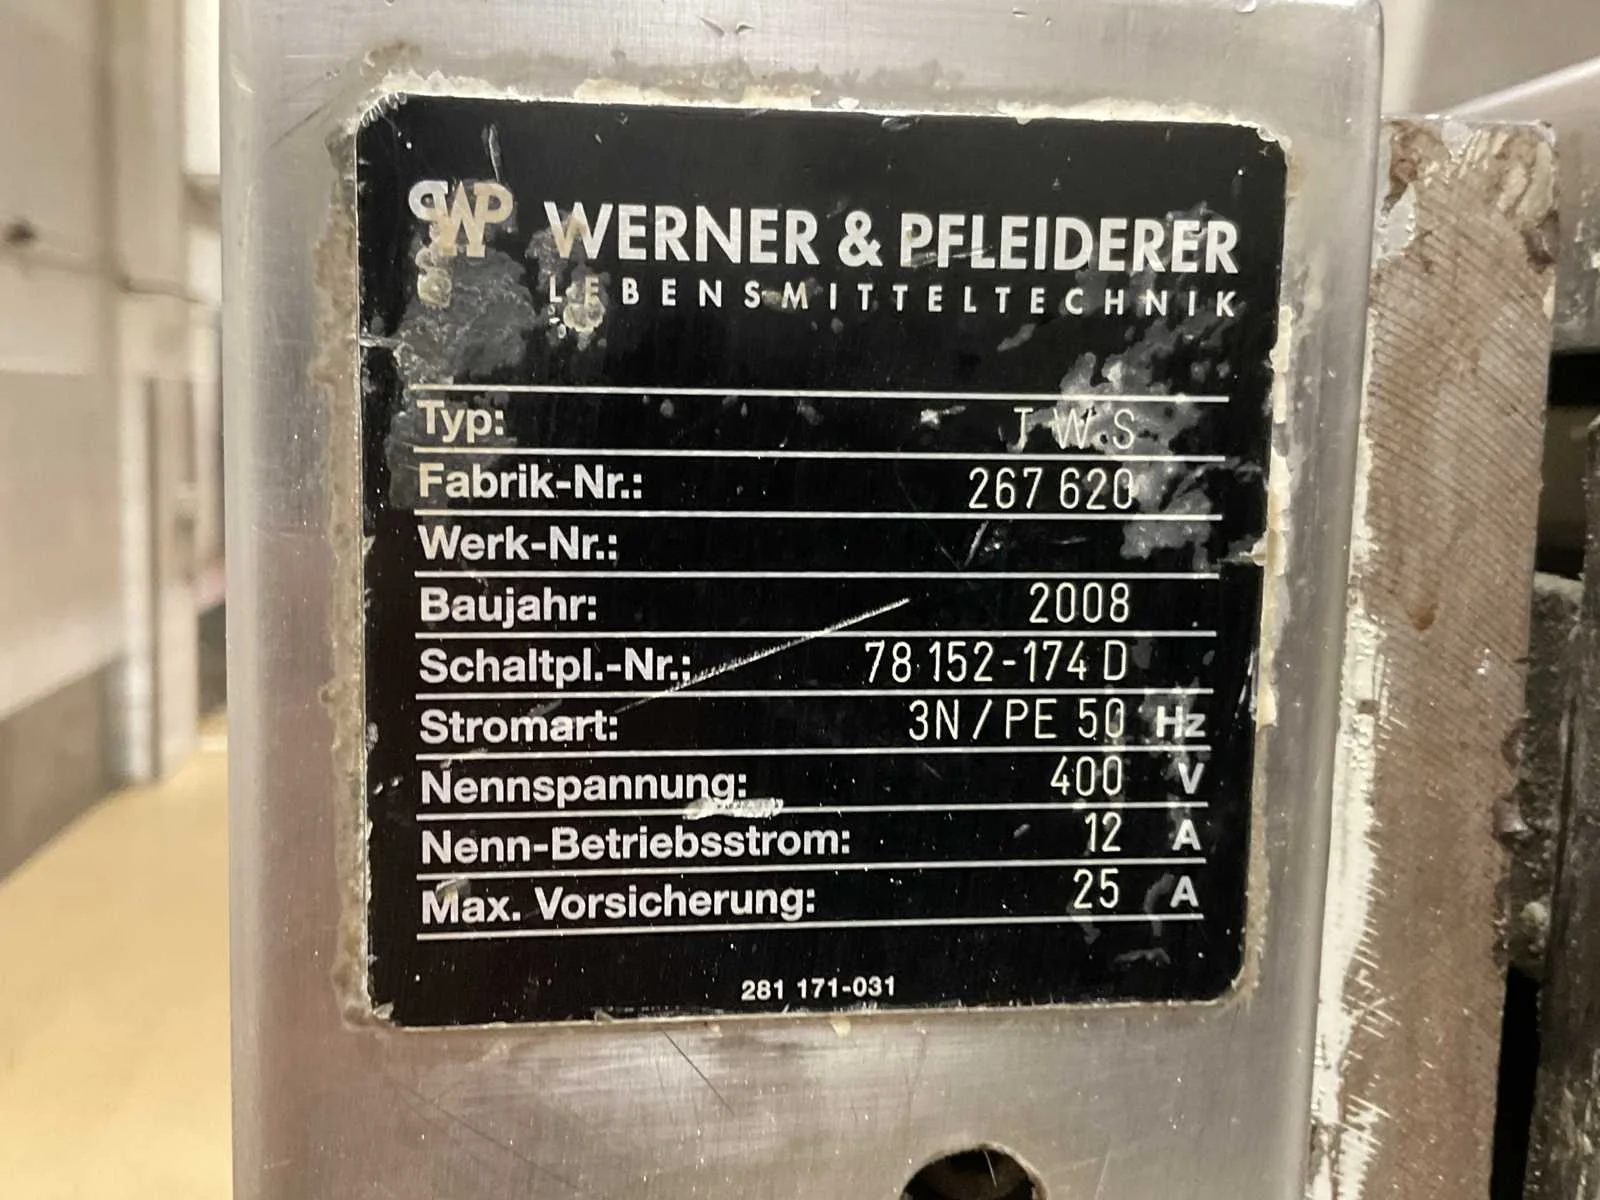 WP WERNER & PFLEIDERER
LEBENSMITTELTECHNIK
Typ: T W S
Fabrik-Nr.: 267 620
Werk-Nr.:
Baujahr: 2008
Schaltpl.-Nr.: 78 152-174 D
Stromart: 3N / PE 50 Hz
Nennspannung: 400 V
Nenn-Betriebsstrom: 12 A
Max. Vorsicherung: 25 A
281 171-031